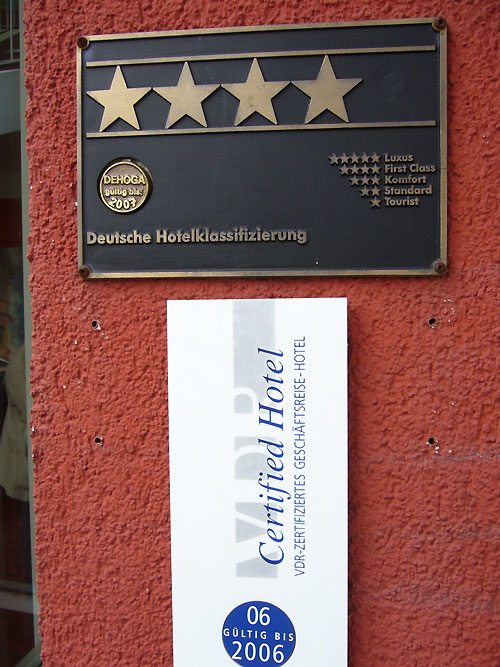 DEHOGA
gültig bis:
2003
Luxus
First Class
Komfort
Standard
Tourist
Deutsche Hotelklassifizierung
VDR
Certified Hotel
VDR-ZERTIFIZIERTES GESCHÄFTSREISE-HOTEL
06
GÜLTIG BIS
2006